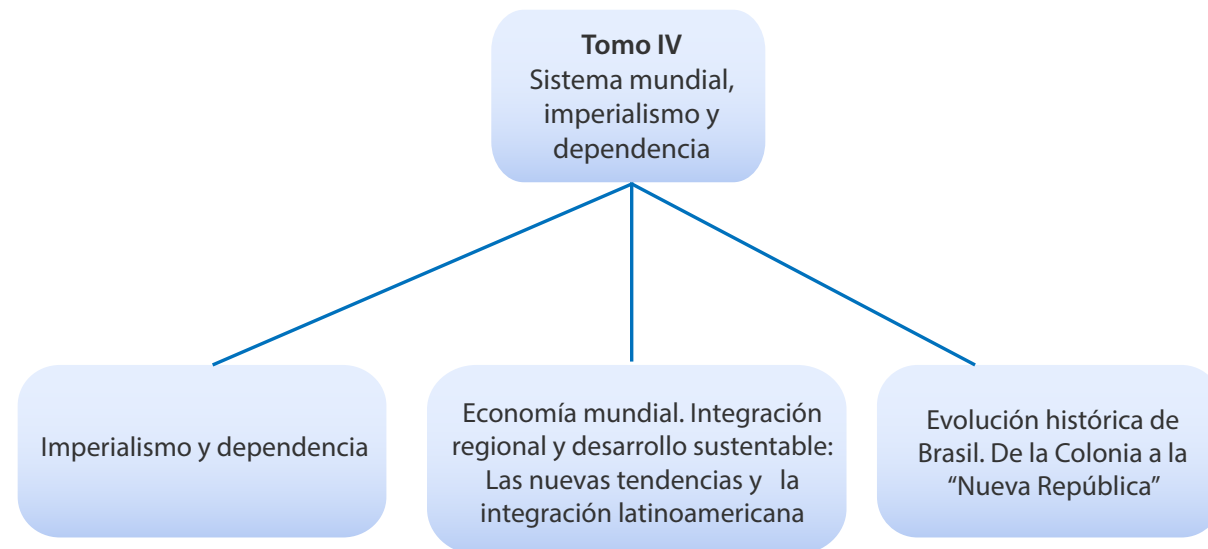 Tomo IV
Sistema mundial,
imperialismo y
dependencia
Imperialismo y dependencia
Economía mundial. Integración
regional y desarrollo sustentable:
Las nuevas tendencias y la
integración latinoamericana
Evolución histórica de
Brasil. De la Colonia a la
“Nueva República”